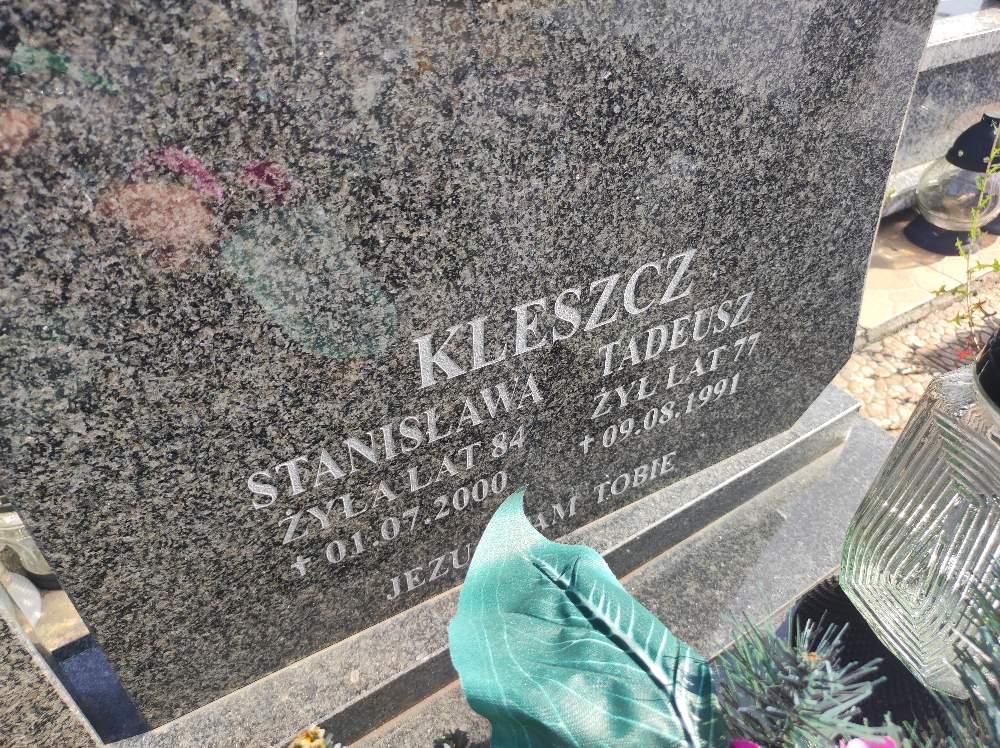 KLESZCZ
STANISŁAWA TADEUSZ
ŻYŁA LAT 84 ŻYŁ LAT 77
† 01.07.2000 † 09.08.1991
TOBIE